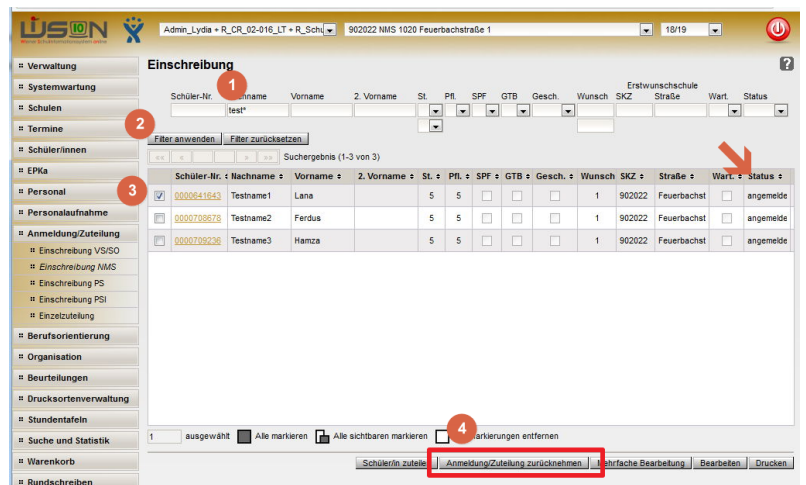 WiSION
Wiener Schulinformationssystem online
Admin_Lydia + R_CR_02-016_LT + R_Schu
902022 NMS 1020 Feuerbachstraße 1
18/19
Verwaltung
Systemwartung
Schulen
Termine
Schüler/innen
EPKa
Personal
Personalaufnahme
Anmeldung/Zuteilung
Einschreibung VS/SO
Einschreibung NMS
Einschreibung PS
Einschreibung PSI
Einzelzuteilung
Berufsorientierung
Organisation
Beurteilungen
Drucksortenverwaltung
Stundentafeln
Suche und Statistik
Warenkorb
Rundschreiben
Einschreibung
?
1
Erstwunschschule
Schüler-Nr. Vorname 2. Vorname St. Pfl. SPF GTB Gesch. Wunsch SKZ Straße Wart. Status
test*
2
Filter anwenden Filter zurücksetzen
<< < > >> Suchergebnis (1-3 von 3)
Schüler-Nr. Nachname Vorname 2. Vorname St. Pfl. SPF GTB Gesch. Wunsch SKZ Straße Wart. Status
3
0000641643 Testname1 Lana 5 5 1 902022 Feuerbachst angemelde
0000708678 Testname2 Ferdus 5 5 1 902022 Feuerbachst angemelde
0000709236 Testname3 Hamza 5 5 1 902022 Feuerbachst angemelde
4
1 ausgewählt Alle markieren Alle sichtbaren markieren arkierungen entfernen
Schüler/in zuteile Anmeldung/Zuteilung zurücknehmen Mehrfache Bearbeitung Bearbeiten Drucken